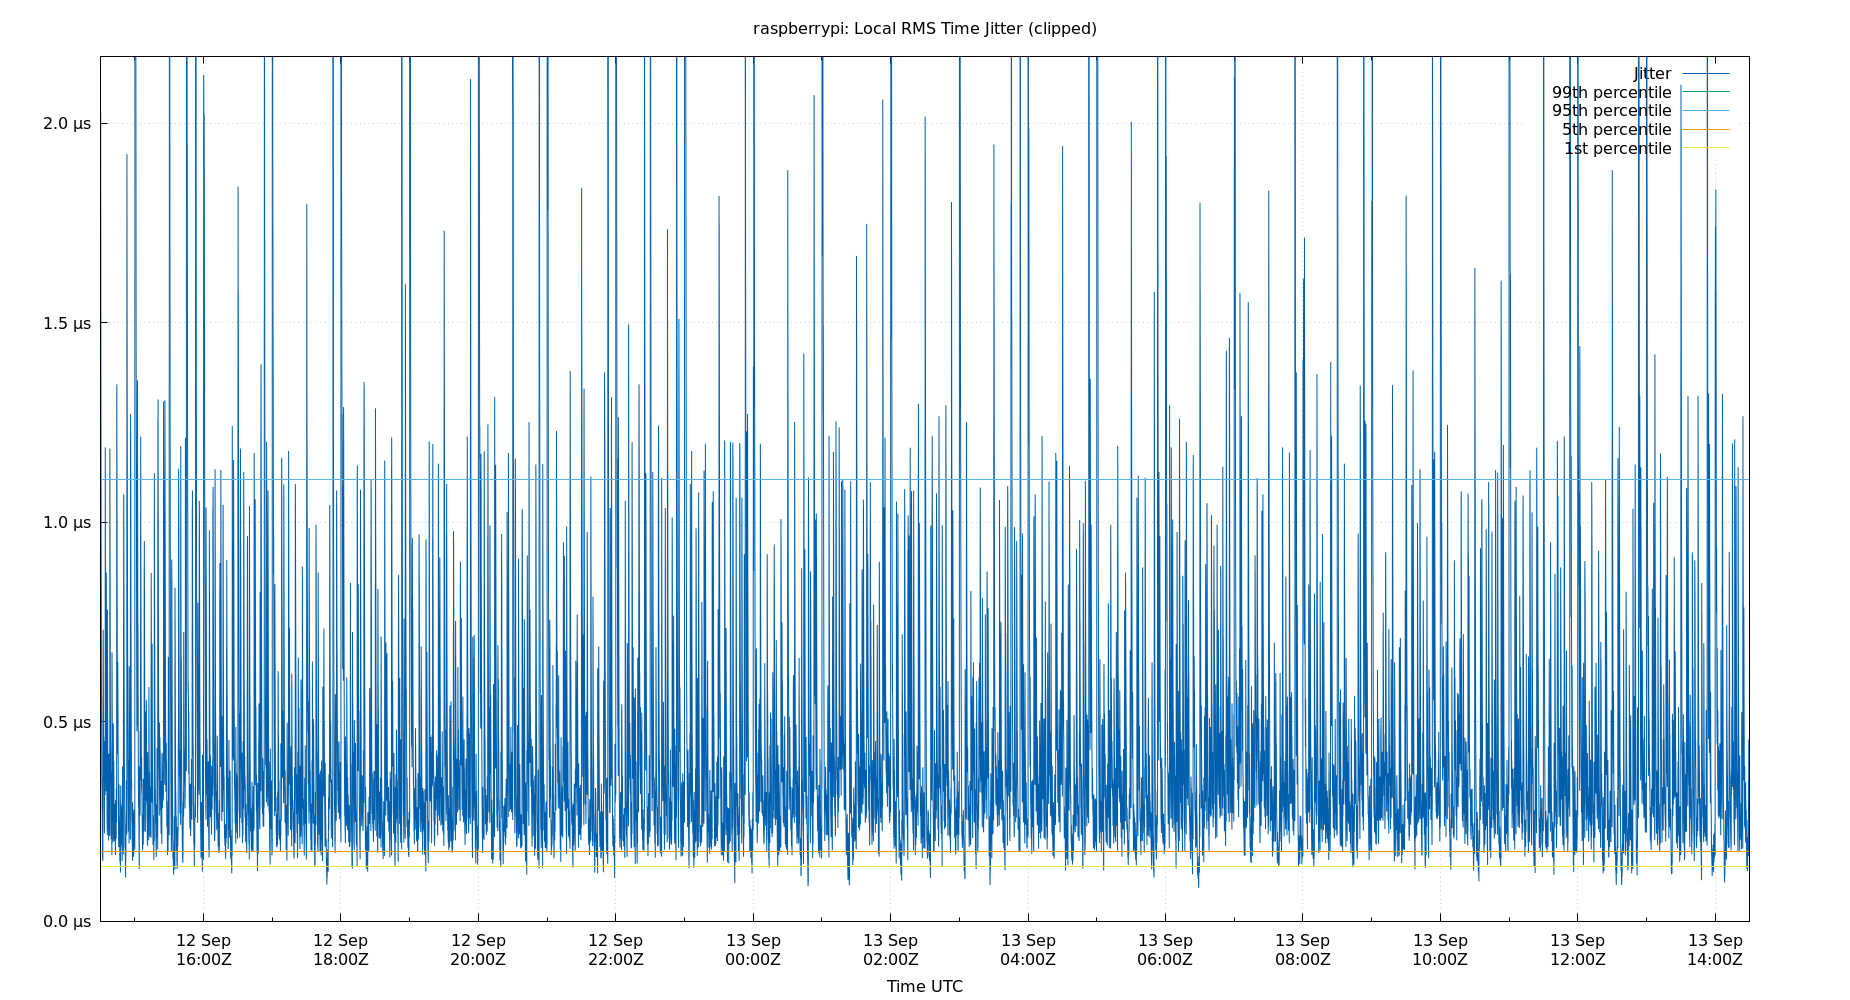 raspberrypi: Local RMS Time Jitter (clipped)
Jitter
99th percentile
95th percentile
5th percentile
1st percentile
2.0 µs
1.5 µs
1.0 µs
0.5 µs
0.0 µs
12 Sep 12 Sep 12 Sep 12 Sep 13 Sep 13 Sep 13 Sep 13 Sep 13 Sep 13 Sep 13 Sep 13 Sep
16:00Z 18:00Z 20:00Z 22:00Z 00:00Z 02:00Z 04:00Z 06:00Z 08:00Z 10:00Z 12:00Z 14:00Z
Time UTC